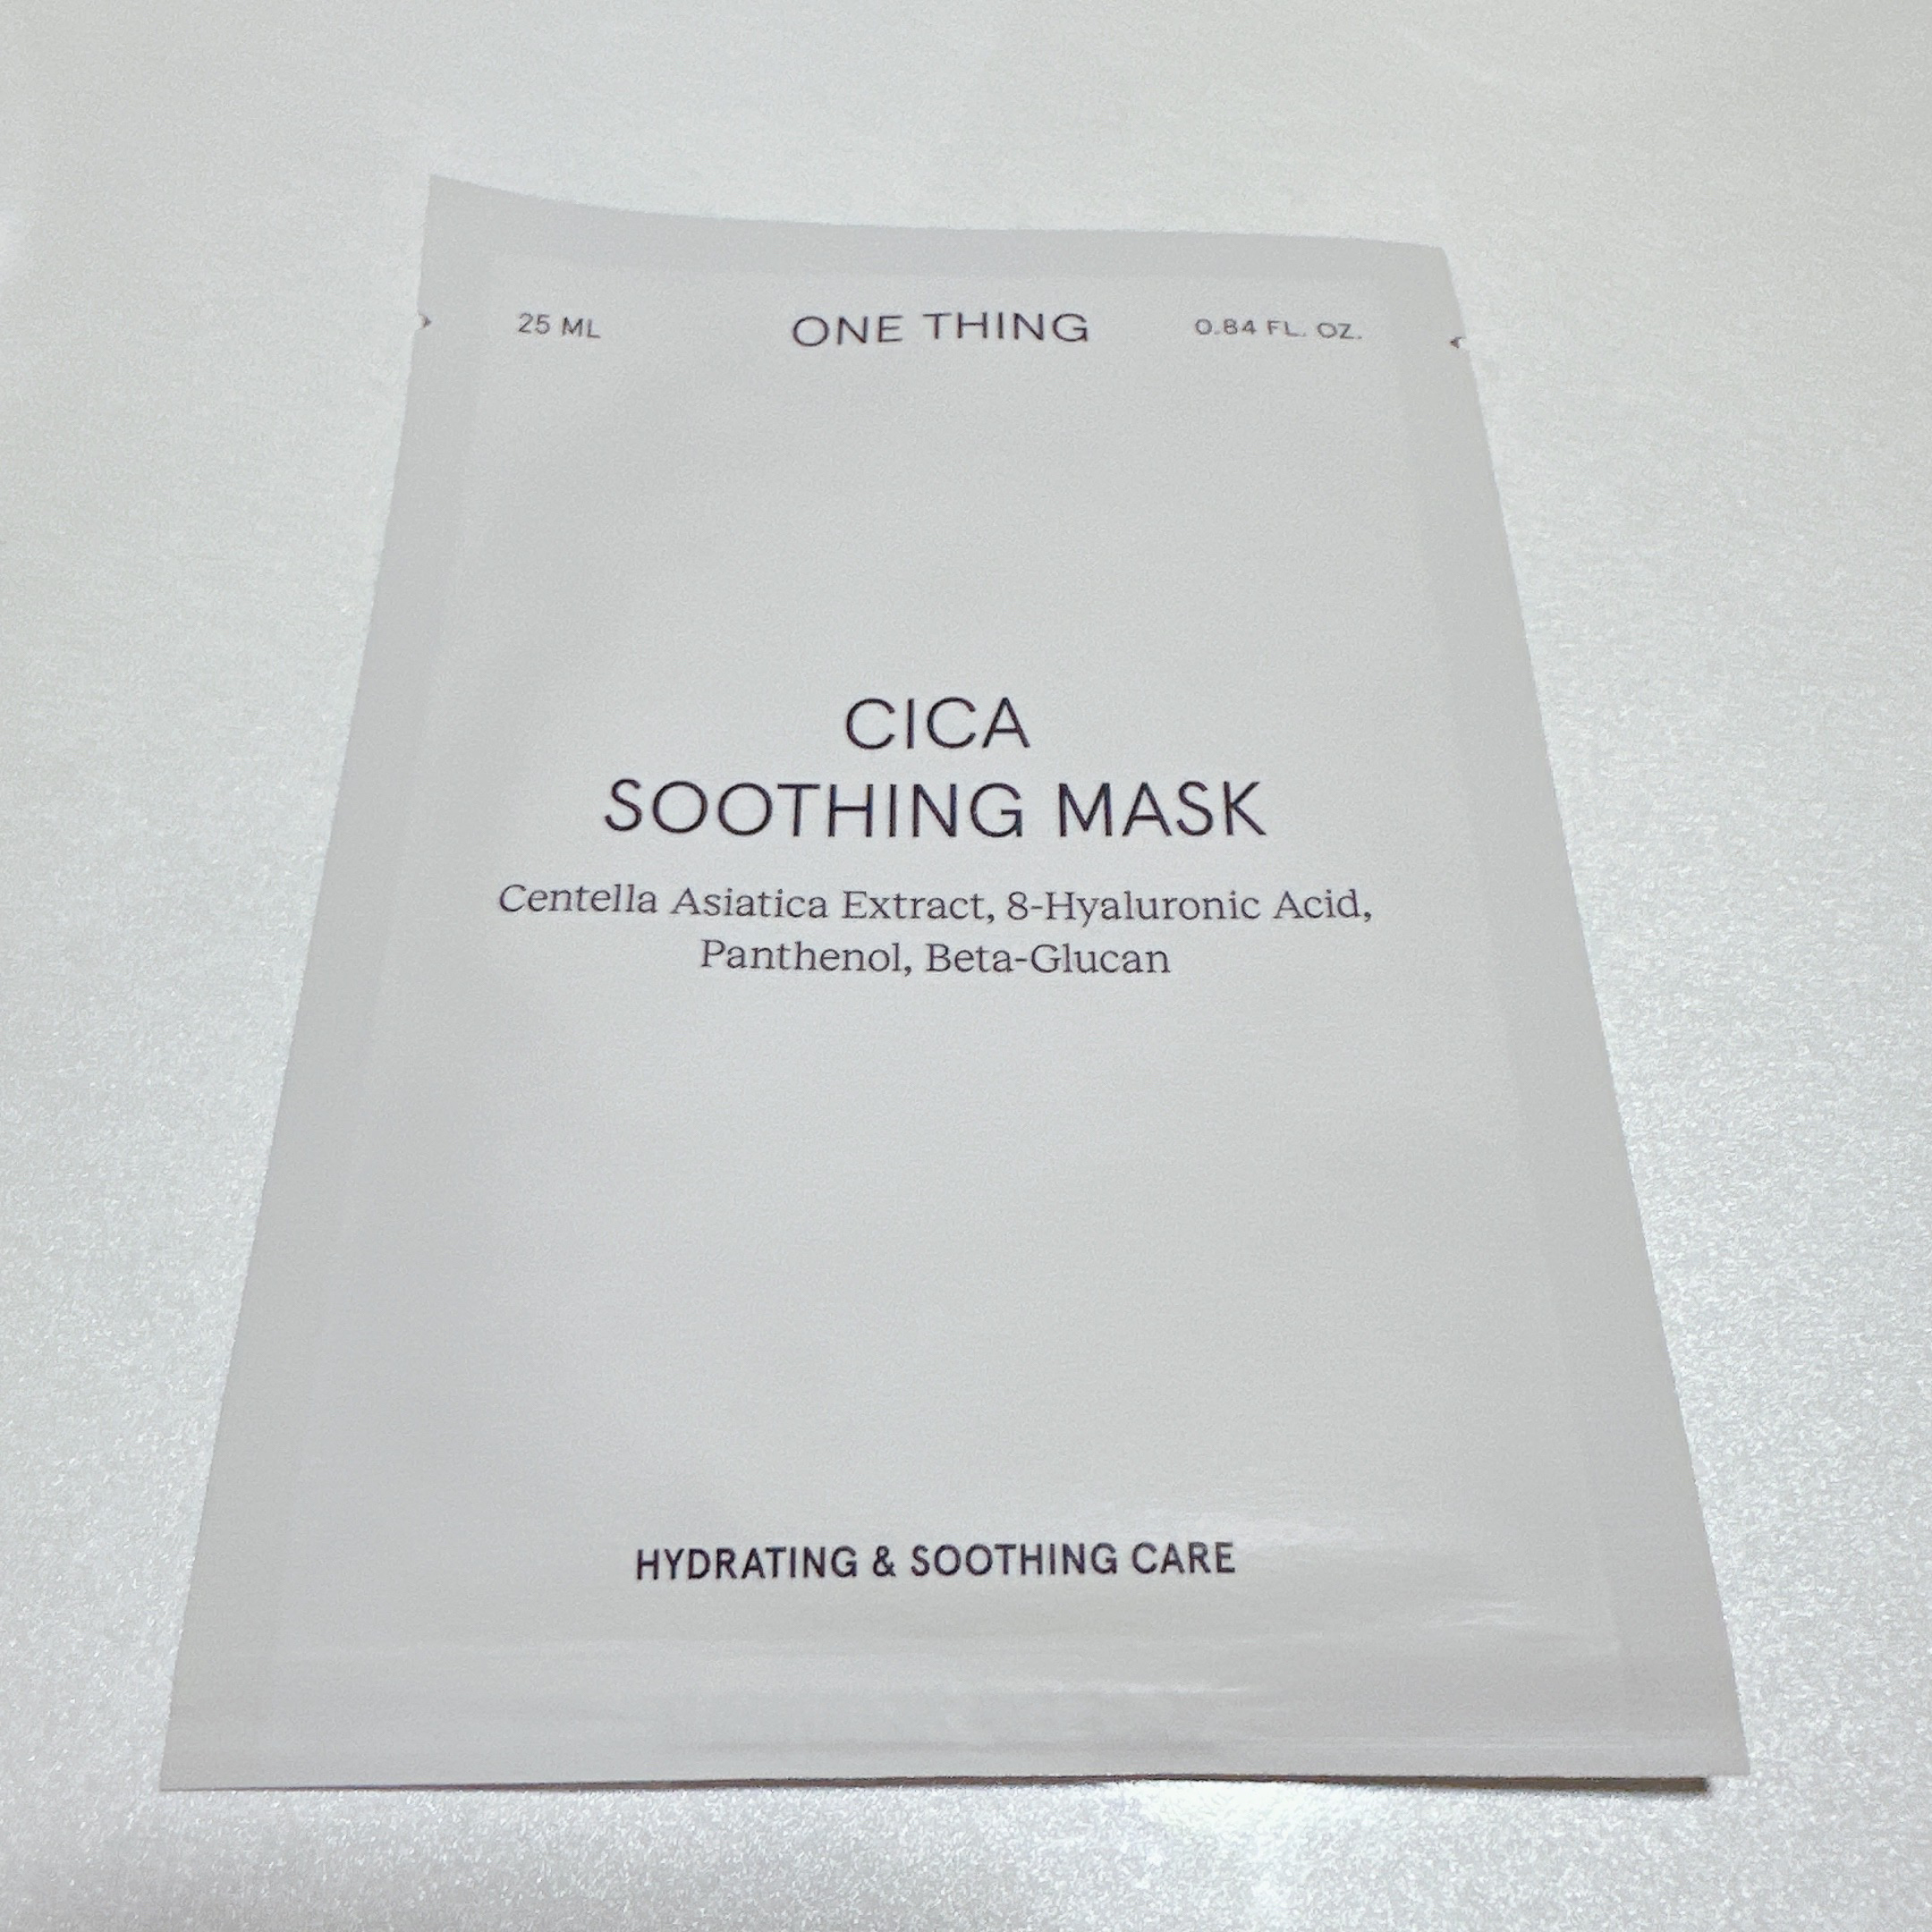 25 ML ONE THING 0.84 FL. OZ.
CICA
SOOTHING MASK
Centella Asiatica Extract, 8-Hyaluronic Acid,
Panthenol, Beta-Glucan
HYDRATING & SOOTHING CARE